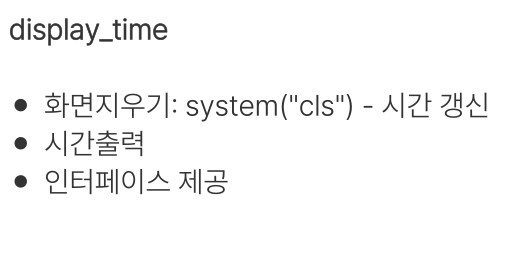 display_time
• 화면지우기: system("cls") - 시간 갱신
• 시간출력
• 인터페이스 제공